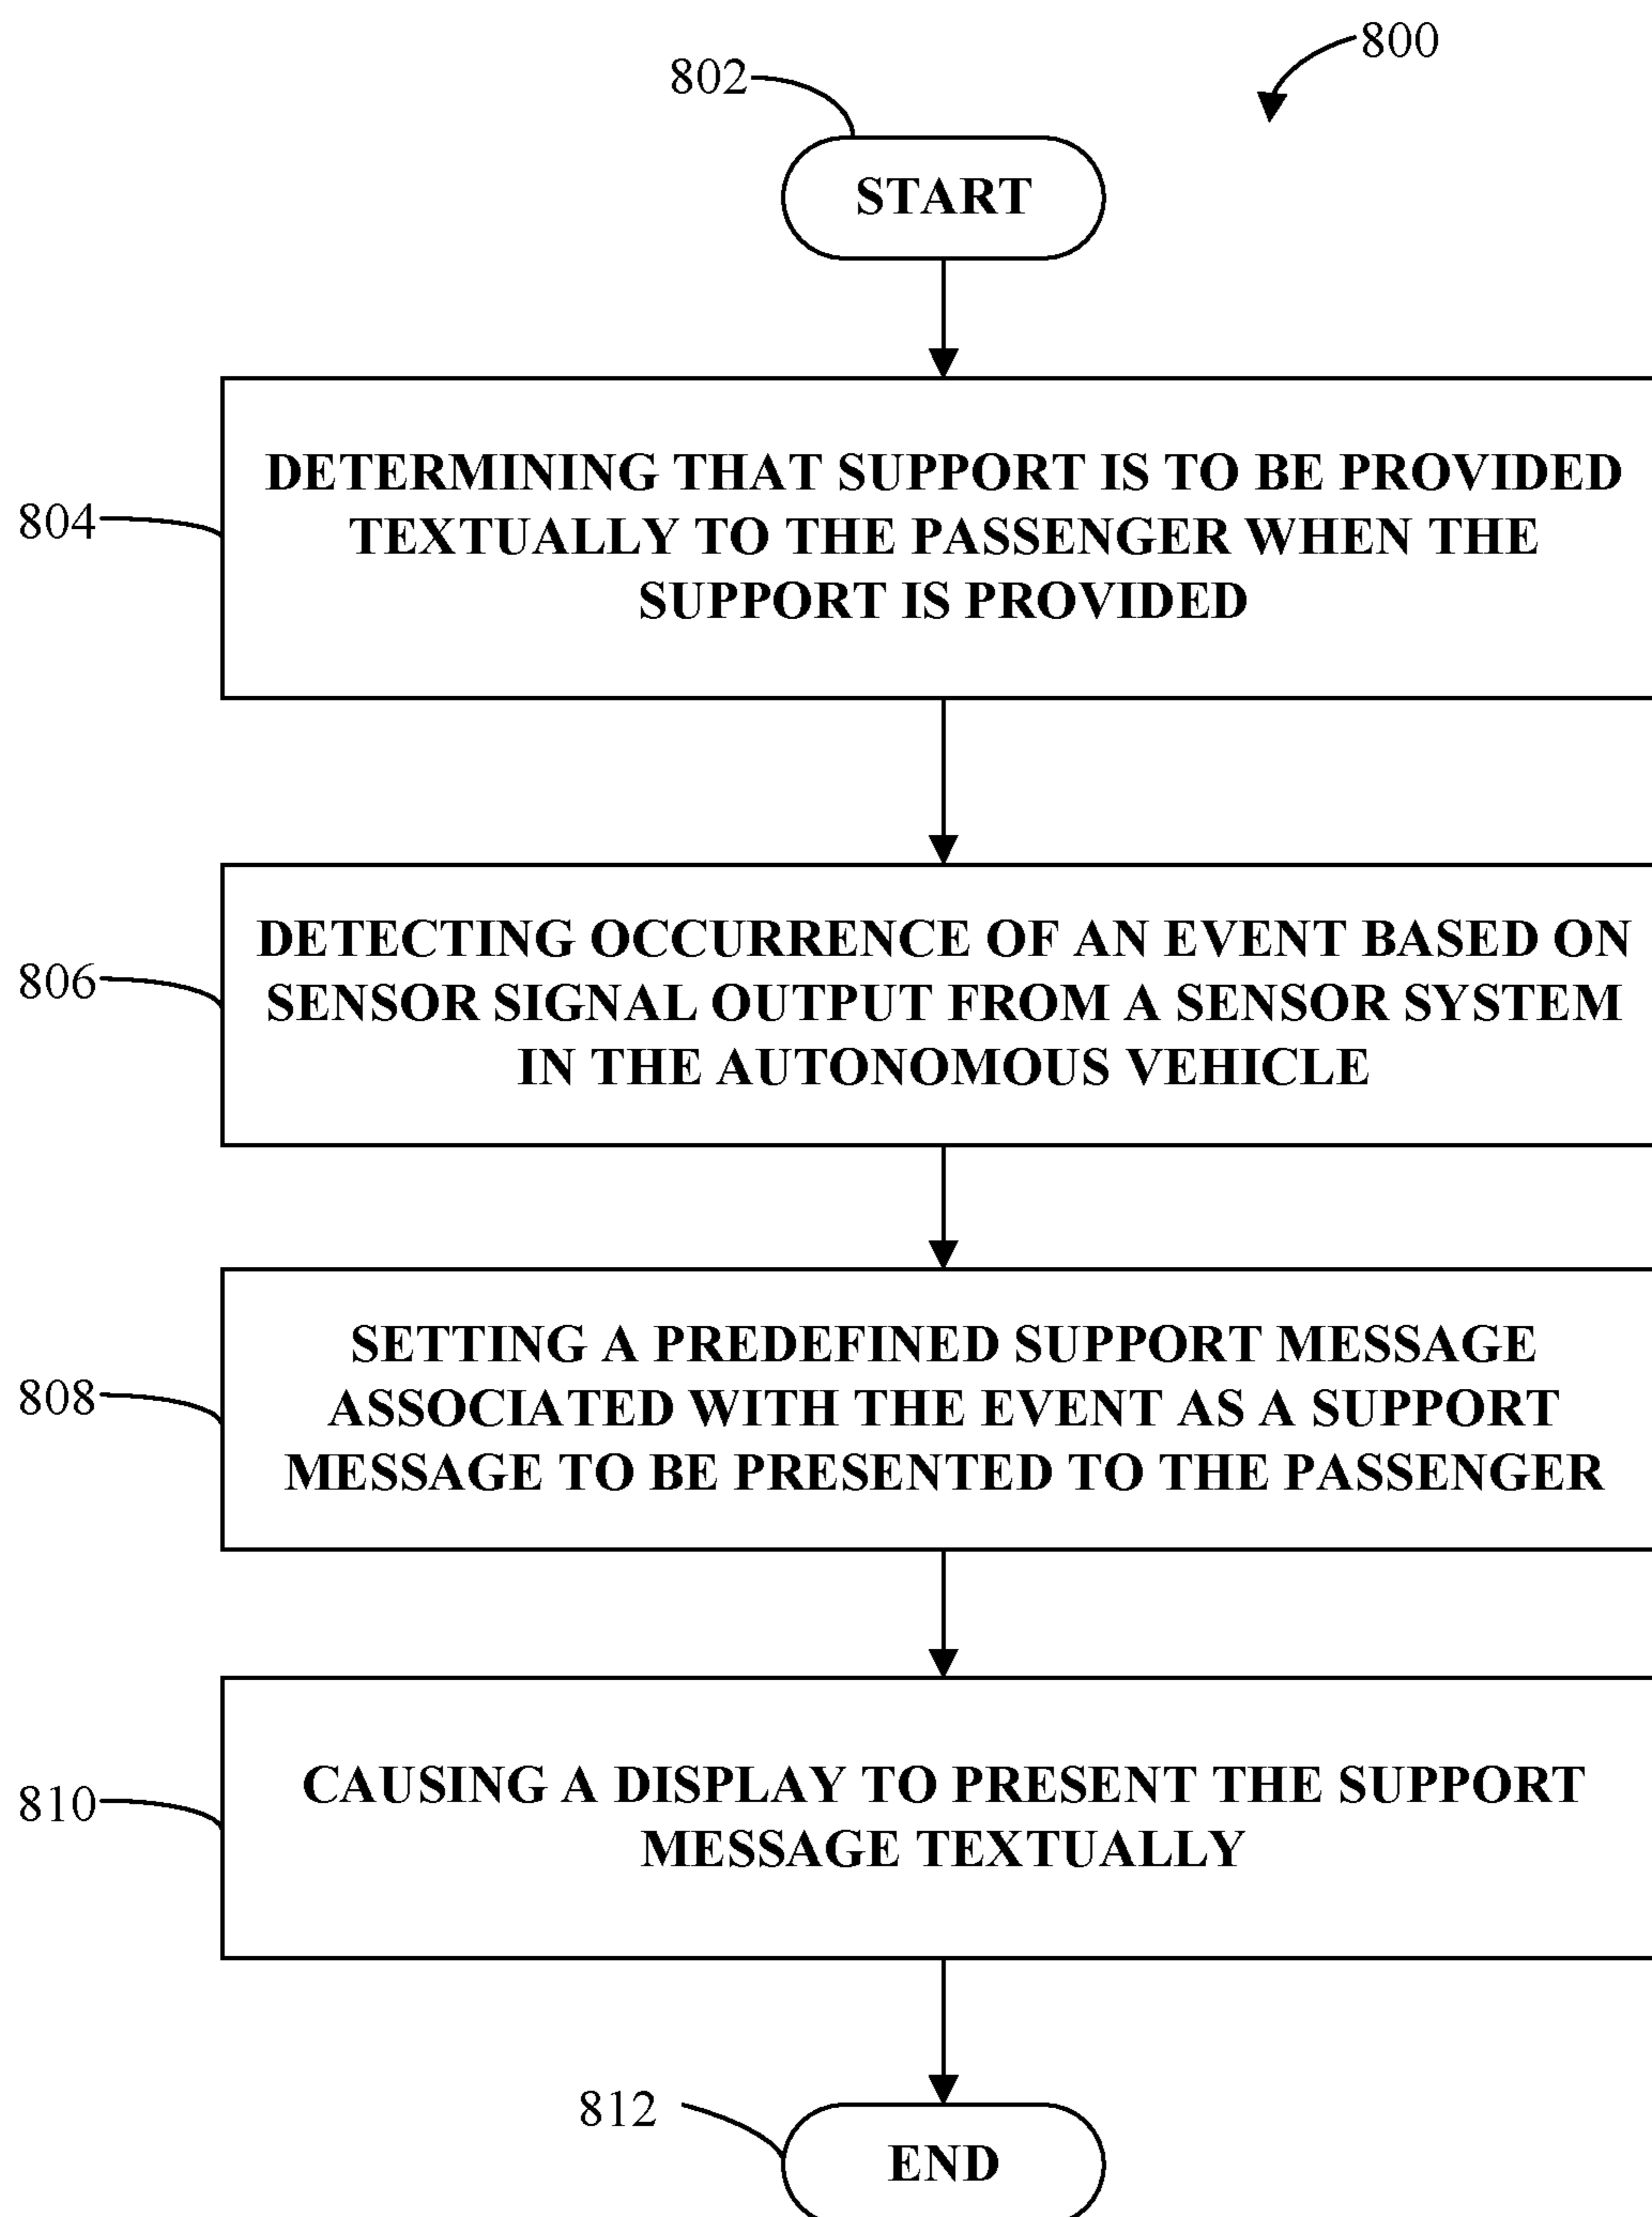 800
802
START
804
DETERMINING THAT SUPPORT IS TO BE PROVIDED
TEXTUALLY TO THE PASSENGER WHEN THE
SUPPORT IS PROVIDED
806
DETECTING OCCURRENCE OF AN EVENT BASED ON
SENSOR SIGNAL OUTPUT FROM A SENSOR SYSTEM
IN THE AUTONOMOUS VEHICLE
808
SETTING A PREDEFINED SUPPORT MESSAGE
ASSOCIATED WITH THE EVENT AS A SUPPORT
MESSAGE TO BE PRESENTED TO THE PASSENGER
810
CAUSING A DISPLAY TO PRESENT THE SUPPORT
MESSAGE TEXTUALLY
812
END